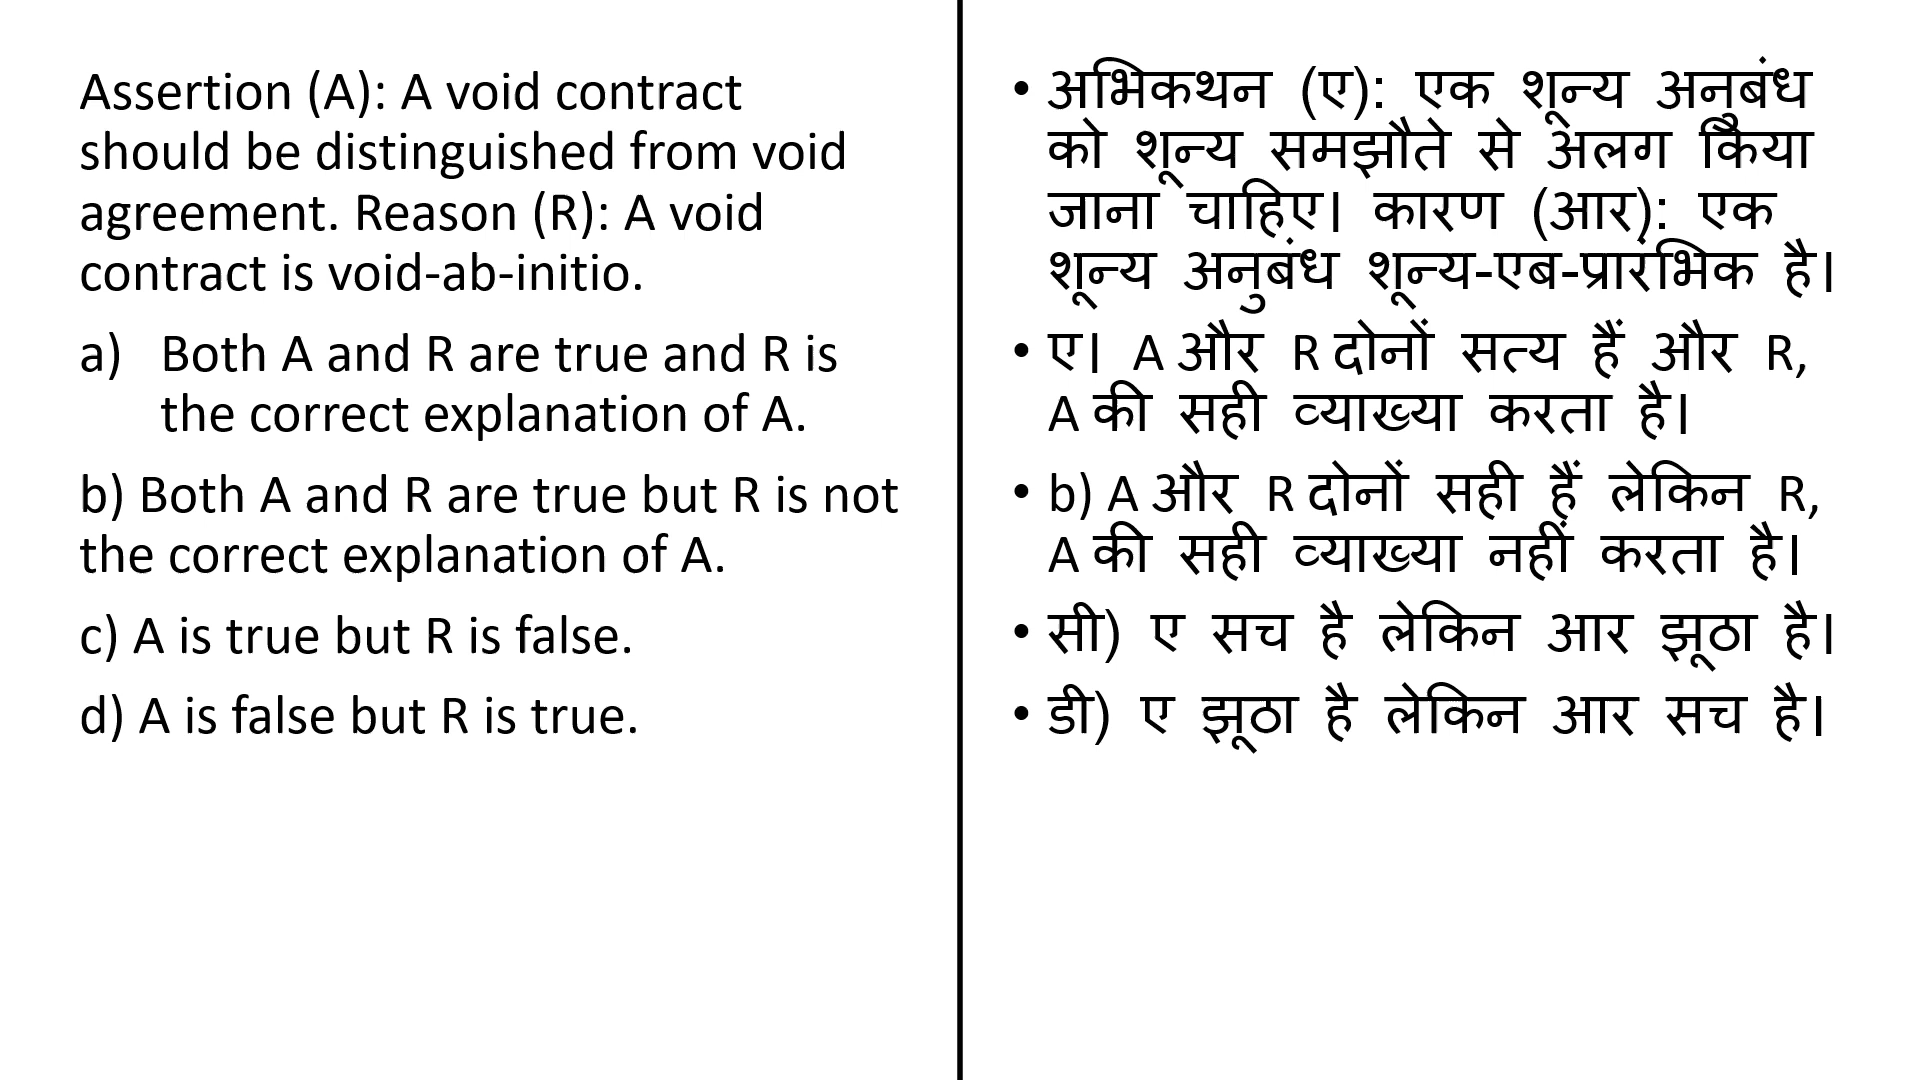 Assertion (A): A void contract
should be distinguished from void
agreement. Reason (R): A void
contract is void-ab-initio.
a) Both A and R are true and R is
the correct explanation of A.
b) Both A and R are true but R is not
the correct explanation of A.
c) A is true but R is false.
d) A is false but R is true.
• अभिकथन (ए): एक शून्य अनुबंध
को शून्य समझौते से अलग किया
जाना चाहिए। कारण (आर): एक
शून्य अनुबंध शून्य-एब-प्रारंभिक है।
• ए। A और R दोनों सत्य हैं और R,
A की सही व्याख्या करता है।
• b) A और R दोनों सही हैं लेकिन R,
A की सही व्याख्या नहीं करता है।
• सी) ए सच है लेकिन आर झूठा है।
• डी) ए झूठा है लेकिन आर सच है।